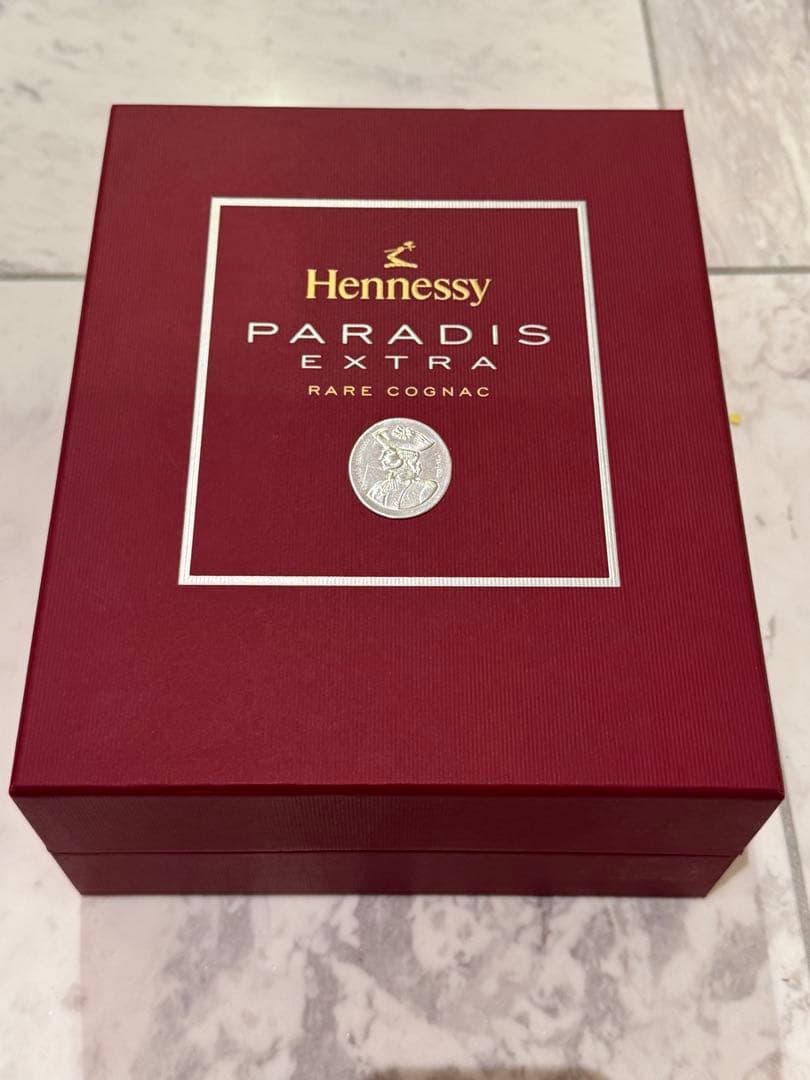 Hennessy
PARADIS
EXTRA
RARE COGNAC